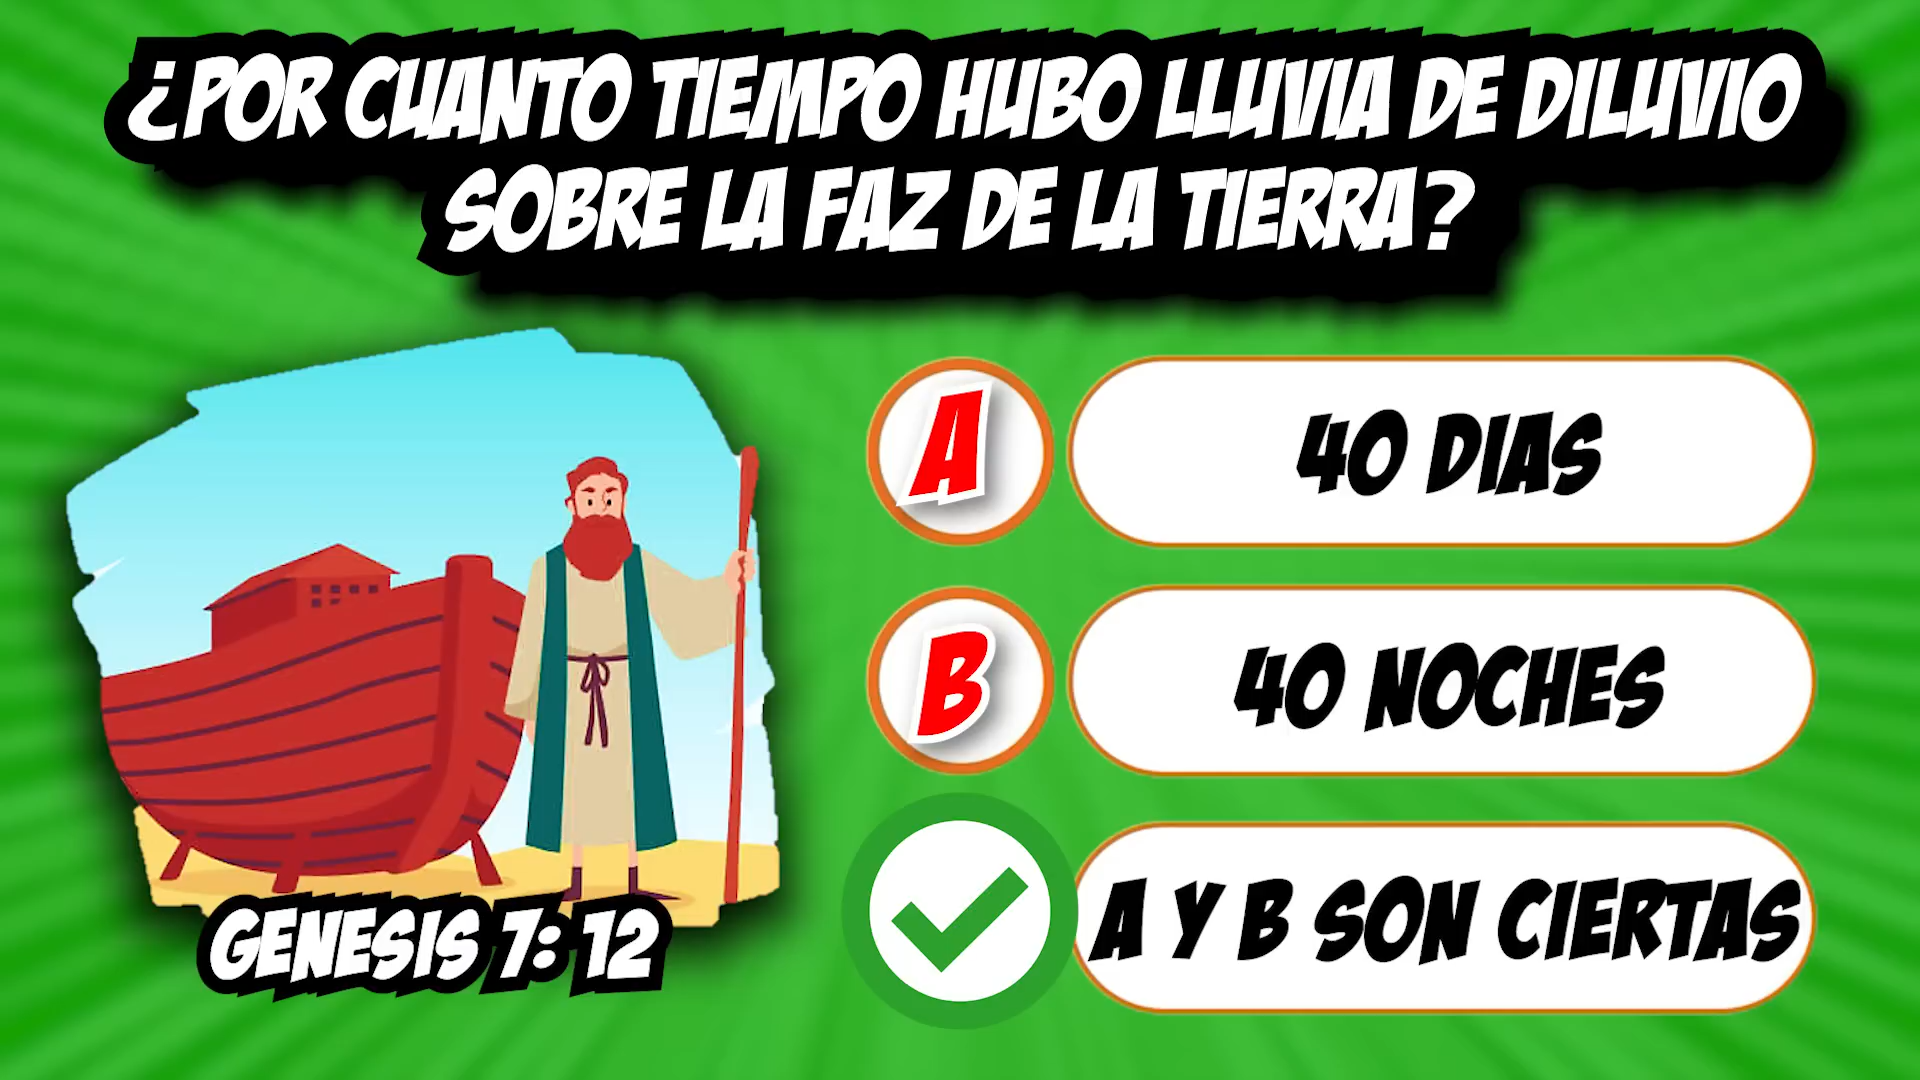 ¿POR CUANTO TIEMPO HUBO LLUVIA DE DILUVIO
SOBRE LA FAZ DE LA TIERRA?
A 40 DIAS
B 40 NOCHES
A Y B SON CIERTAS
GENESIS 7: 12